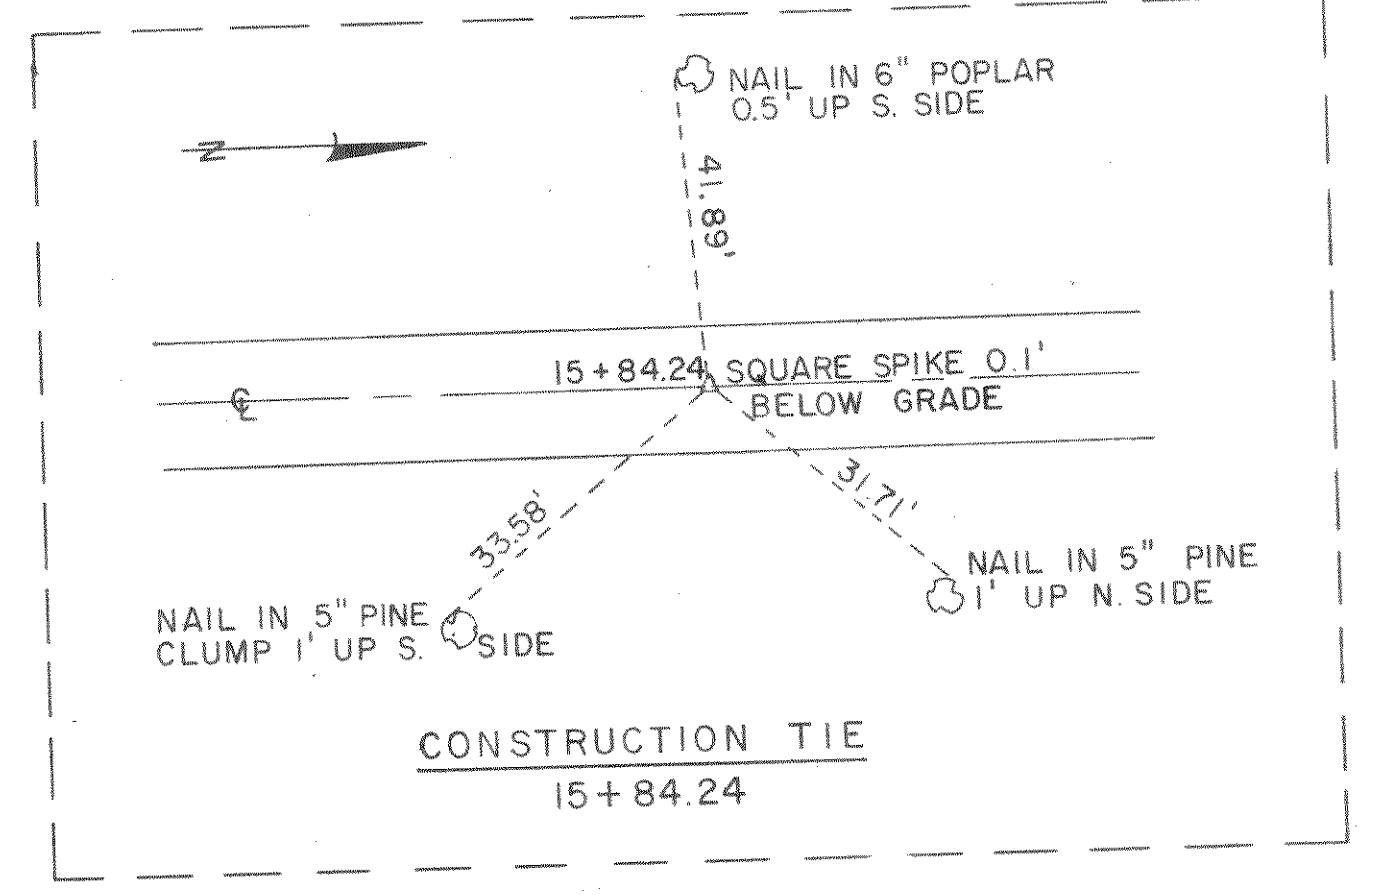 NAIL IN 6" POPLAR
0.5' UP S. SIDE
N
41.89'
15+84.24 SQUARE SPIKE 0.1'
BELOW GRADE
℄
33.58'
31.71'
NAIL IN 5" PINE
1' UP N. SIDE
NAIL IN 5" PINE
CLUMP 1' UP S. SIDE
CONSTRUCTION TIE
15+84.24